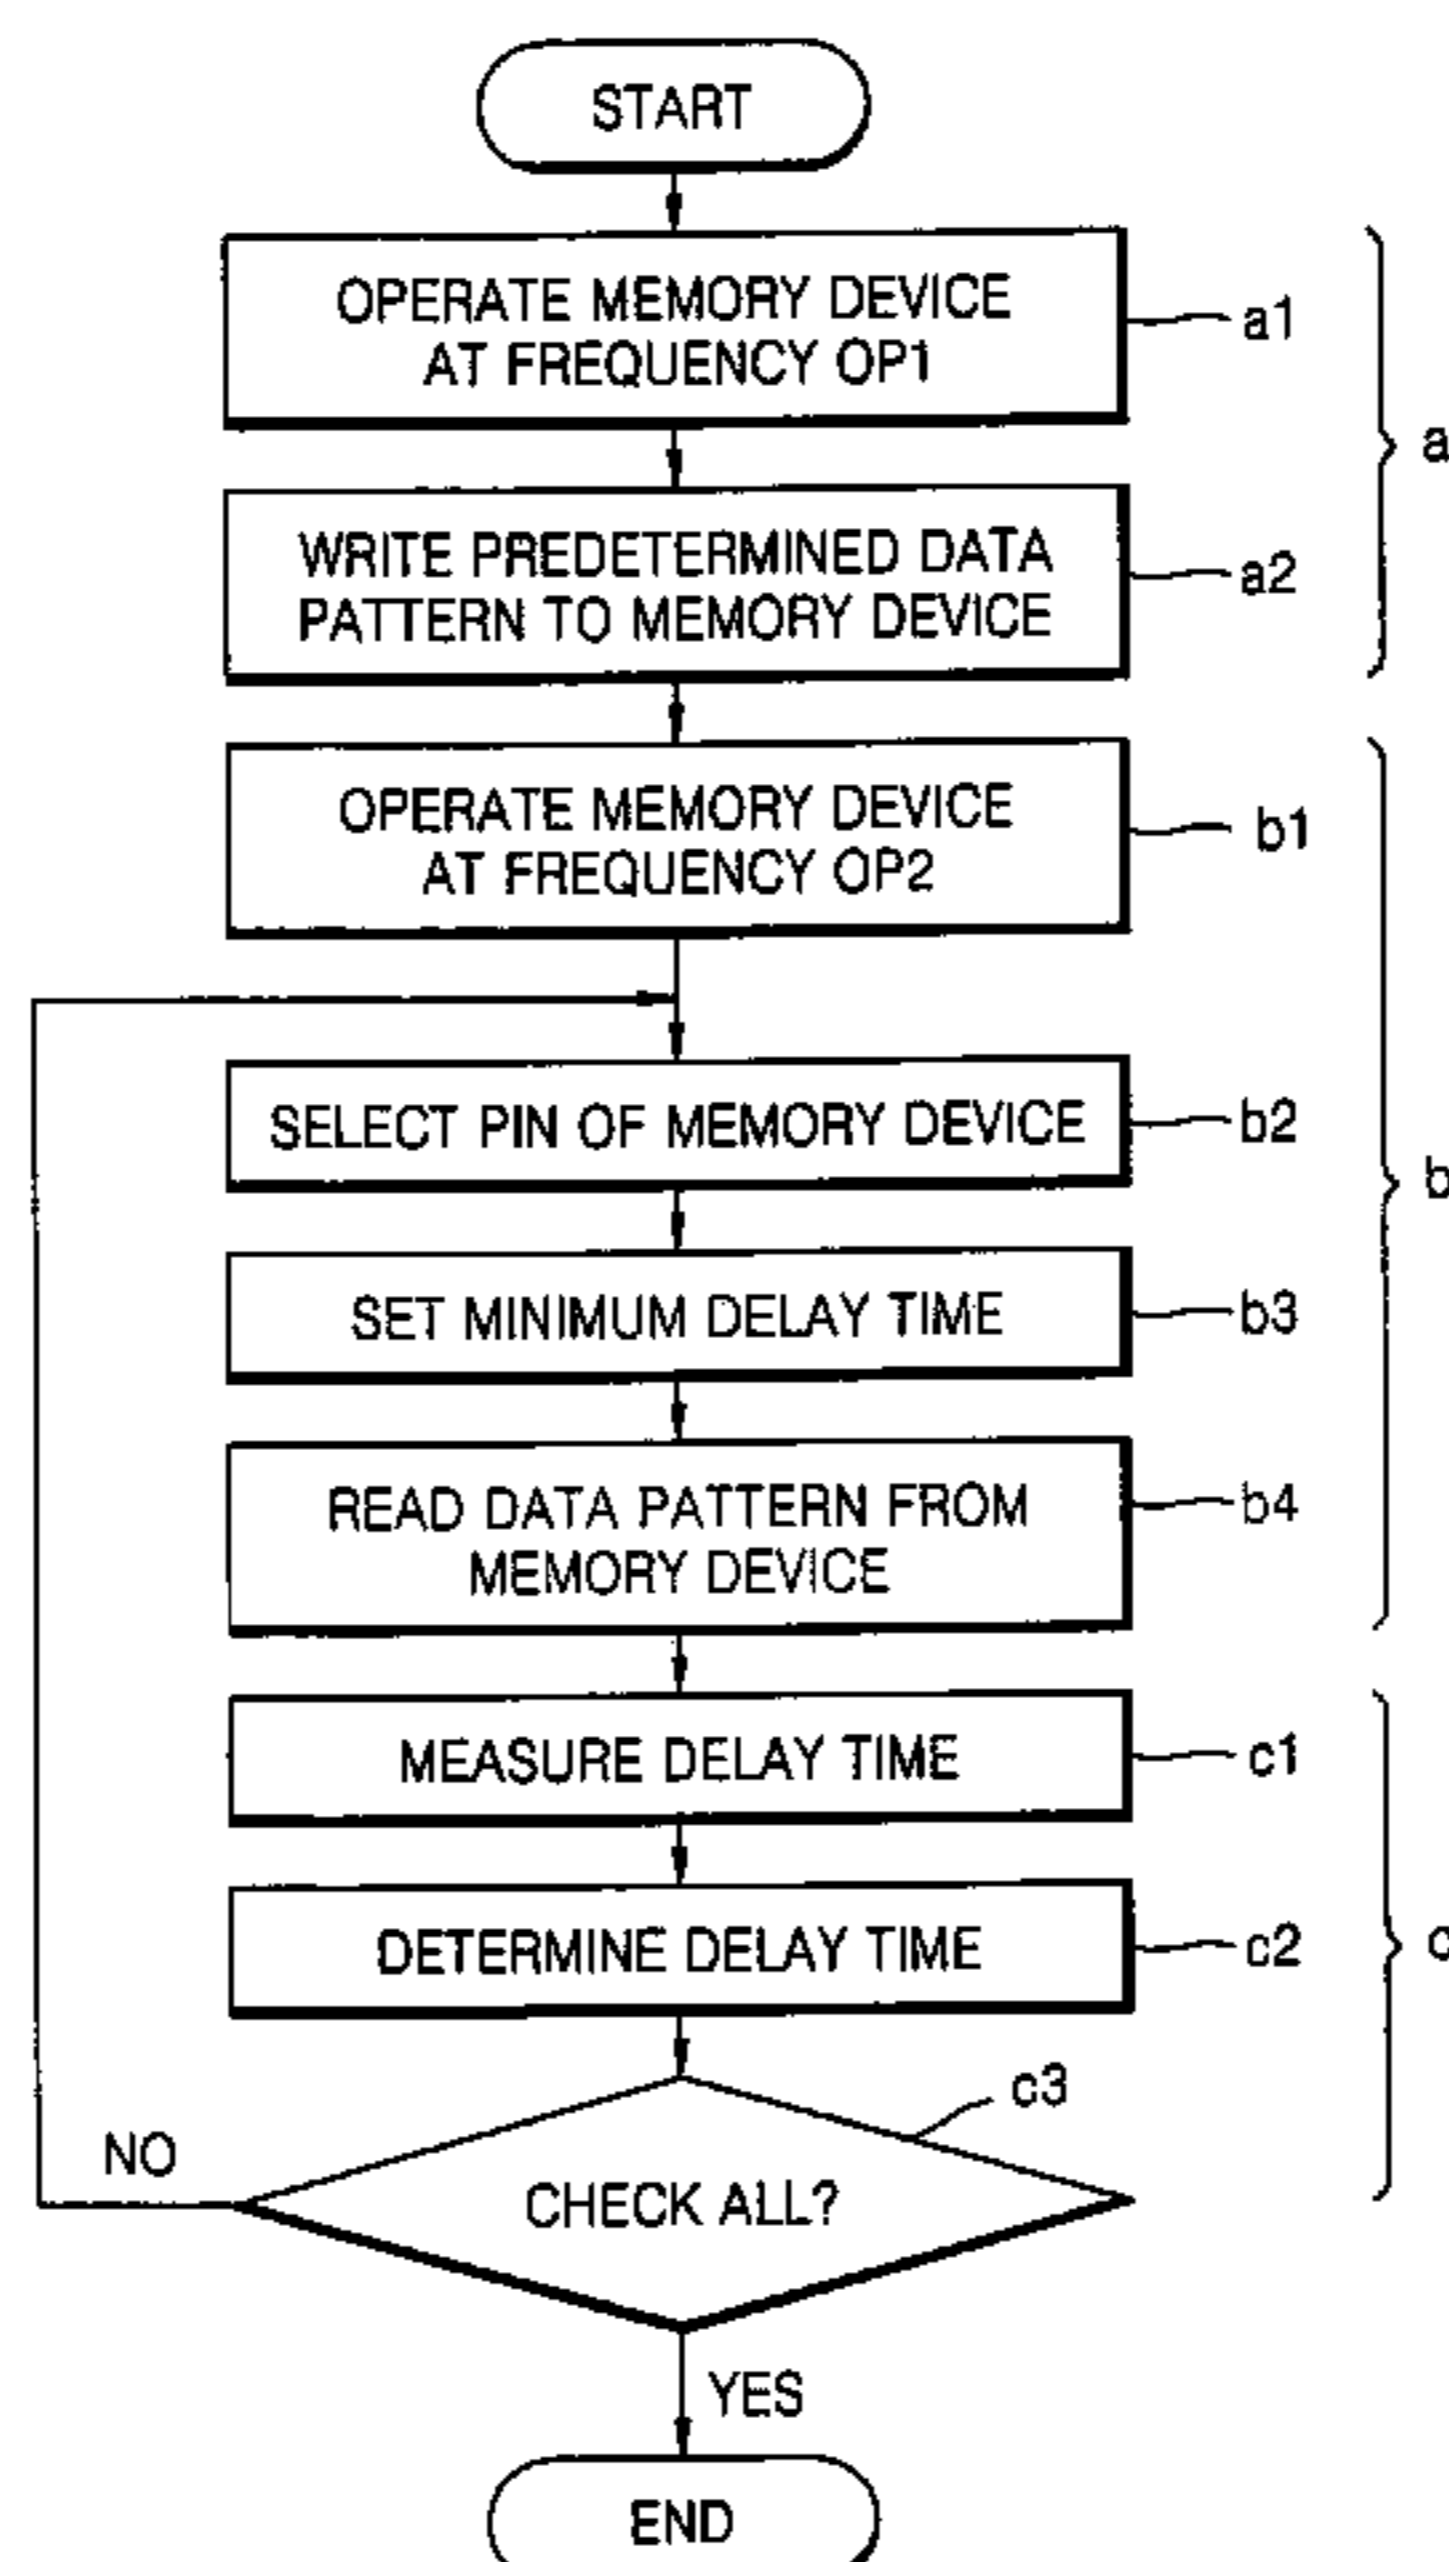 START
OPERATE MEMORY DEVICE
AT FREQUENCY OP1
a1
a
WRITE PREDETERMINED DATA
PATTERN TO MEMORY DEVICE
a2
OPERATE MEMORY DEVICE
AT FREQUENCY OP2
b1
SELECT PIN OF MEMORY DEVICE
b2
b
SET MINIMUM DELAY TIME
b3
READ DATA PATTERN FROM
MEMORY DEVICE
b4
MEASURE DELAY TIME
c1
DETERMINE DELAY TIME
c2
c
c3
NO
CHECK ALL?
YES
END